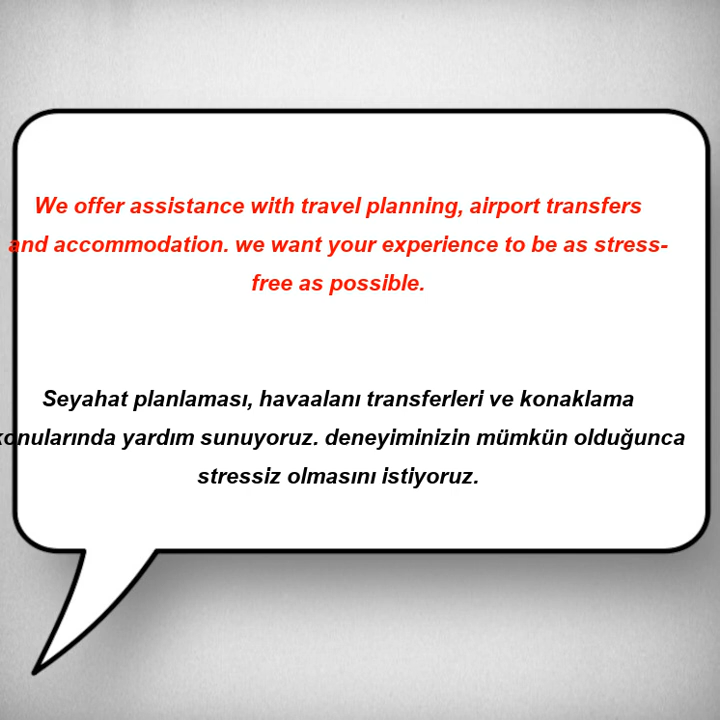 We offer assistance with travel planning, airport transfers
and accommodation. we want your experience to be as stress-
free as possible.
Seyahat planlaması, havaalanı transferleri ve konaklama
konularında yardım sunuyoruz. deneyiminizin mümkün olduğunca
stressiz olmasını istiyoruz.